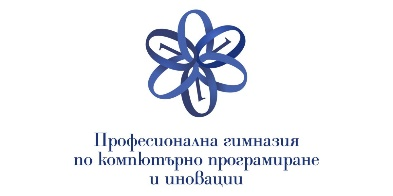 Професионална гимназия
по компютърно програмиране
и иновации